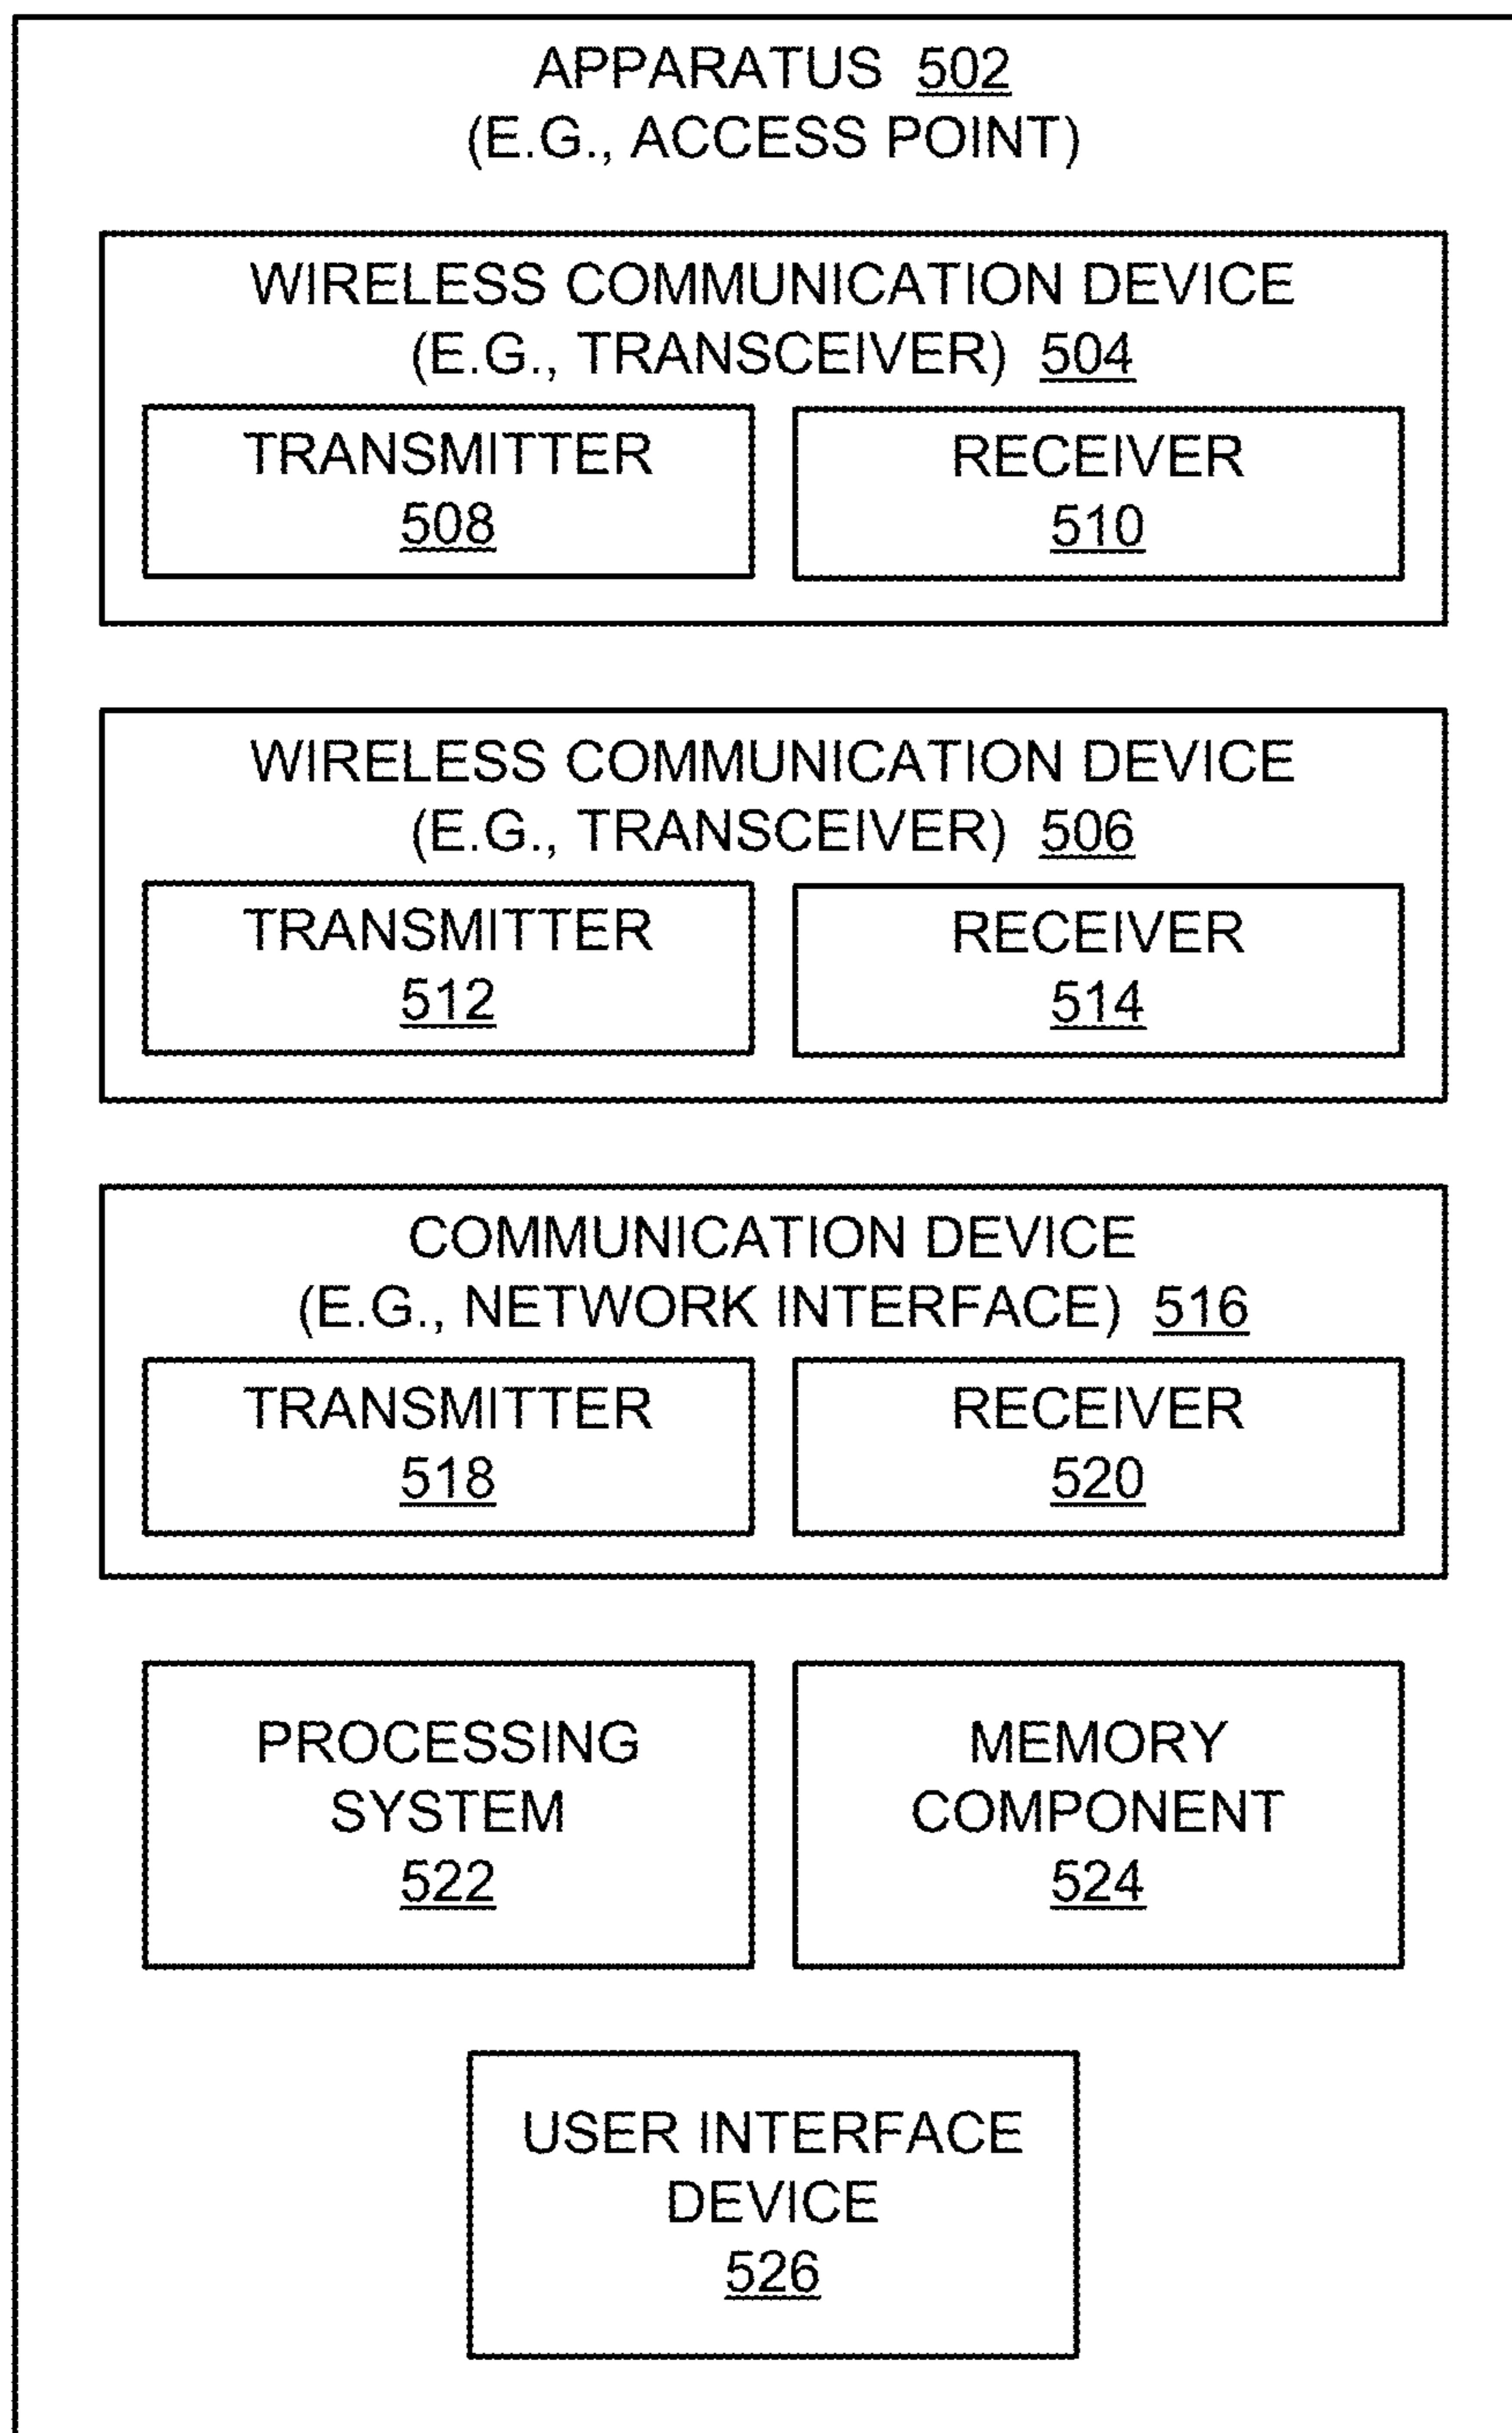 APPARATUS 502
(E.G., ACCESS POINT)
WIRELESS COMMUNICATION DEVICE
(E.G., TRANSCEIVER) 504
TRANSMITTER
508
RECEIVER
510
WIRELESS COMMUNICATION DEVICE
(E.G., TRANSCEIVER) 506
TRANSMITTER
512
RECEIVER
514
COMMUNICATION DEVICE
(E.G., NETWORK INTERFACE) 516
TRANSMITTER
518
RECEIVER
520
PROCESSING
SYSTEM
522
MEMORY
COMPONENT
524
USER INTERFACE
DEVICE
526